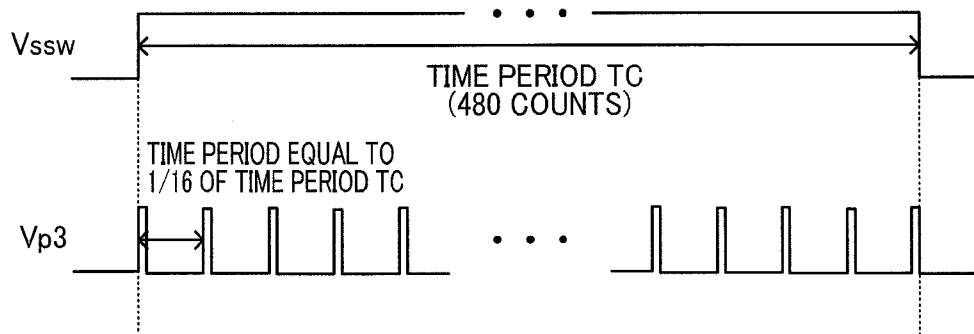 Vssw
TIME PERIOD TC
(480 COUNTS)
TIME PERIOD EQUAL TO
1/16 OF TIME PERIOD TC
Vp3